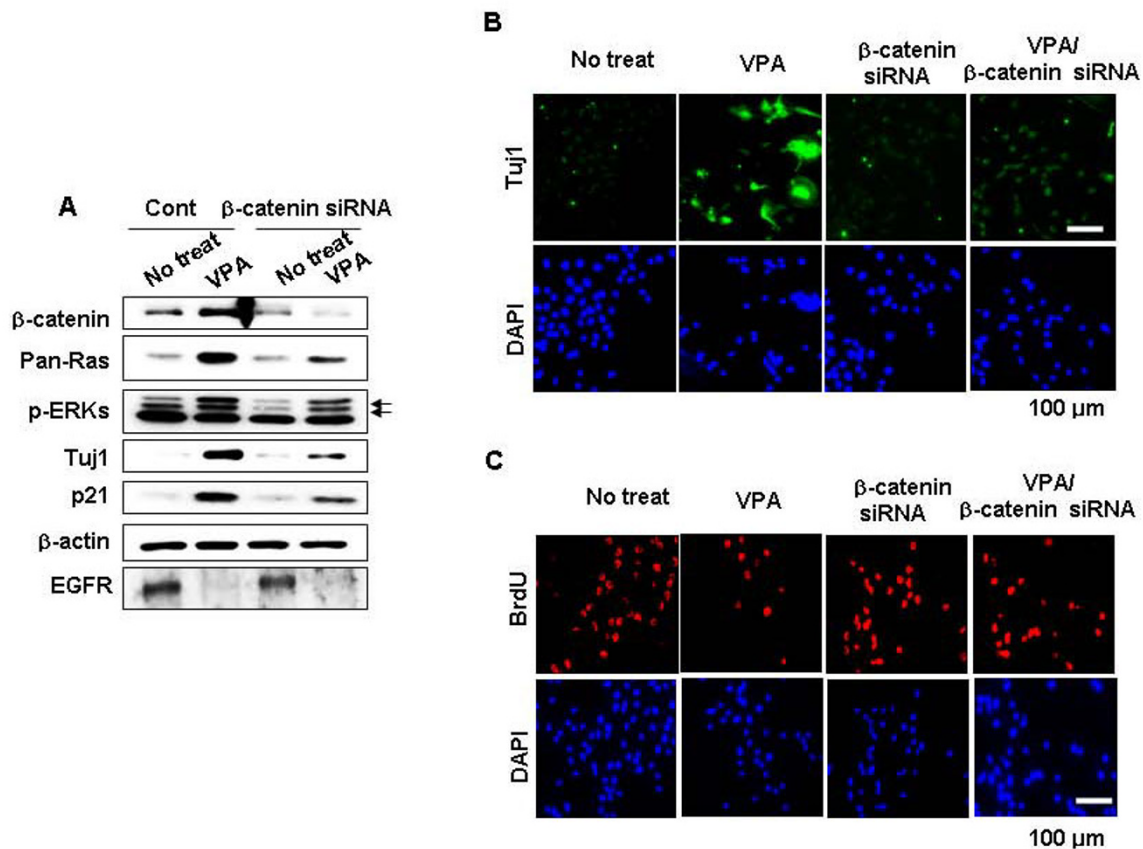 A
Cont β-catenin siRNA
No treat VPA No treat VPA
β-catenin
Pan-Ras
p-ERKs
Tuj1
p21
β-actin
EGFR
B
No treat VPA β-catenin siRNA VPA/ β-catenin siRNA
Tuj1
DAPI
100 μm
C
No treat VPA β-catenin siRNA VPA/ β-catenin siRNA
BrdU
DAPI
100 μm